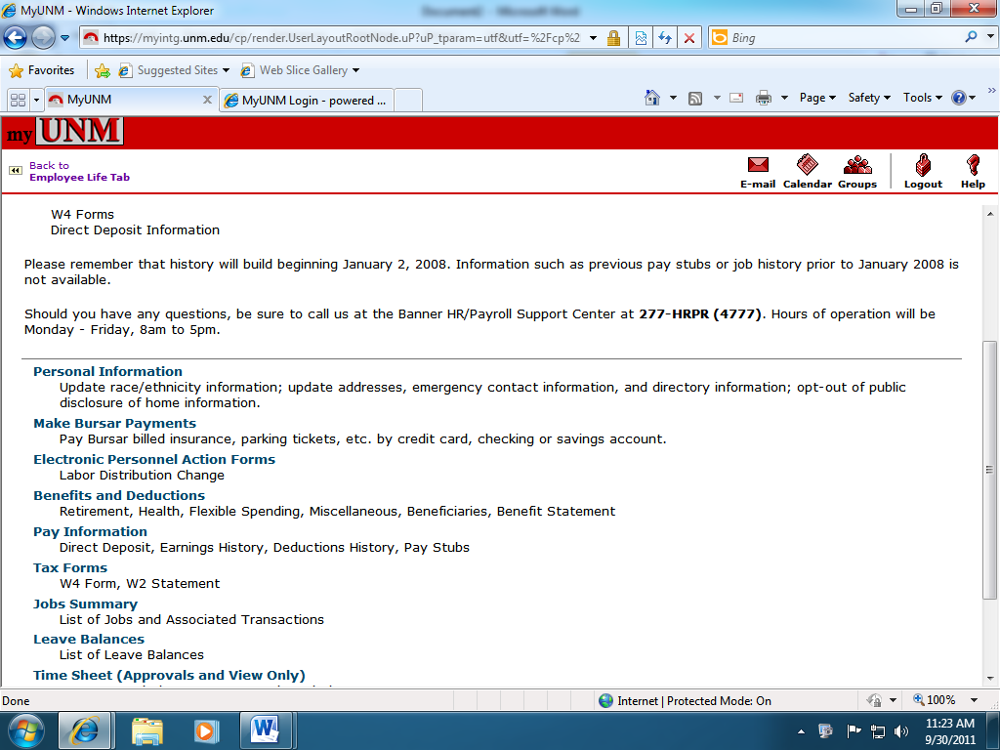 MyUNM - Windows Internet Explorer
Document2 - Microsoft Word
https://myintg.unm.edu/cp/render.UserLayoutRootNode.uP?uP_tparam=utf&utf=%2Fcp%2
Bing
Favorites
Suggested Sites
Web Slice Gallery
MyUNM
MyUNM Login - powered ...
Page
Safety
Tools
my UNM
Back to
Employee Life Tab
E-mail
Calendar
Groups
Logout
Help
W4 Forms
Direct Deposit Information
Please remember that history will build beginning January 2, 2008. Information such as previous pay stubs or job history prior to January 2008 is
not available.
Should you have any questions, be sure to call us at the Banner HR/Payroll Support Center at 277-HRPR (4777). Hours of operation will be
Monday - Friday, 8am to 5pm.
Personal Information
Update race/ethnicity information; update addresses, emergency contact information, and directory information; opt-out of public
disclosure of home information.
Make Bursar Payments
Pay Bursar billed insurance, parking tickets, etc. by credit card, checking or savings account.
Electronic Personnel Action Forms
Labor Distribution Change
Benefits and Deductions
Retirement, Health, Flexible Spending, Miscellaneous, Beneficiaries, Benefit Statement
Pay Information
Direct Deposit, Earnings History, Deductions History, Pay Stubs
Tax Forms
W4 Form, W2 Statement
Jobs Summary
List of Jobs and Associated Transactions
Leave Balances
List of Leave Balances
Time Sheet (Approvals and View Only)
Done
Internet | Protected Mode: On
100%
11:23 AM
9/30/2011